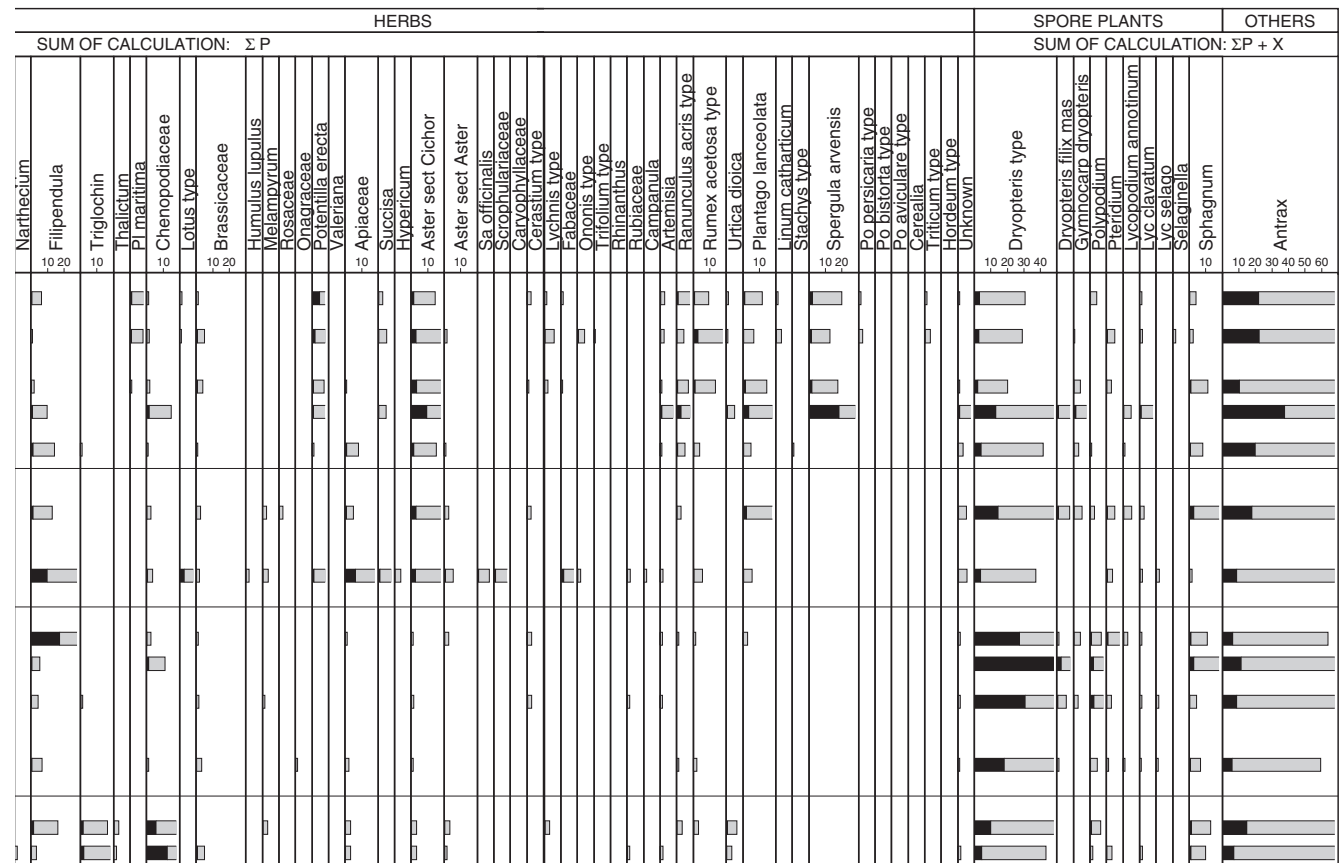 HERBS SPORE PLANTS OTHERS
SUM OF CALCULATION: Σ P SUM OF CALCULATION: ΣP + X
Narthecium
Filipendula
Triglochin
Thalictum
Pl maritima
Chenopodiaceae
Lotus type
Brassicaceae
Humulus lupulus
Melampyrum
Rosaceae
Onagraceae
Potentilla erecta
Valeriana
Apiaceae
Succisa
Hypericum
Aster sect Cichor
Aster sect Aster
Sa officinalis
Scrophulariaceae
Caryophyllaceae
Cerastium type
Lychnis type
Fabaceae
Ononis type
Trifolium type
Rhinanthus
Rubiaceae
Campanula
Artemisia
Ranunculus acris type
Rumex acetosa type
Urtica dioica
Plantago lanceolata
Linum catharticum
Stachys type
Spergula arvensis
Po persicaria type
Po bistorta type
Po aviculare type
Cerealia
Triticum type
Hordeum type
Unknown
Dryopteris type
Dryopteris filix mas
Gymnocarp dryopteris
Polypodium
Pteridium
Lycopodium annotinum
Lyc clavatum
Lyc selago
Selaginella
Sphagnum
Antrax
10 20 10 10 10 20 10 10 10 10 10 20 10 20 30 40 10 10 20 30 40 50 60